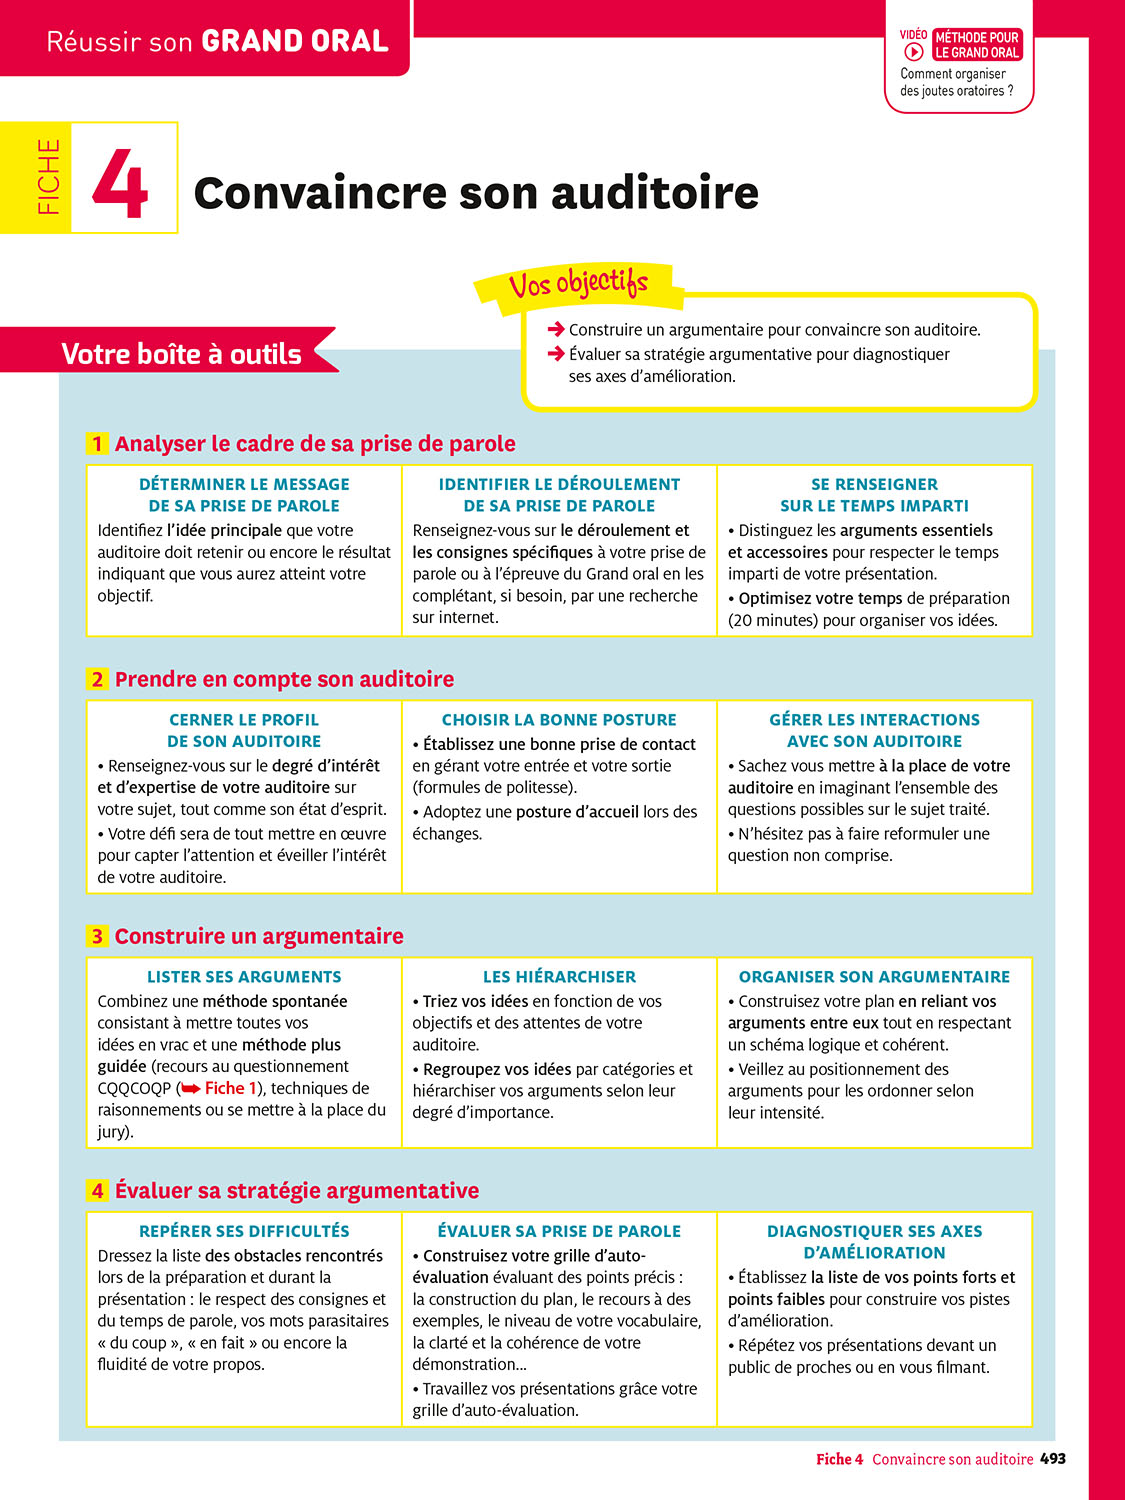 Réussir son GRAND ORAL
VIDÉO
MÉTHODE POUR
LE GRAND ORAL
Comment organiser
des joutes oratoires ?
FICHE
4
Convaincre son auditoire
Vos objectifs
➔ Construire un argumentaire pour convaincre son auditoire.
➔ Évaluer sa stratégie argumentative pour diagnostiquer
ses axes d’amélioration.
Votre boîte à outils
1 Analyser le cadre de sa prise de parole
DÉTERMINER LE MESSAGE
DE SA PRISE DE PAROLE
Identifiez l’idée principale que votre
auditoire doit retenir ou encore le résultat
indiquant que vous aurez atteint votre
objectif.
IDENTIFIER LE DÉROULEMENT
DE SA PRISE DE PAROLE
Renseignez-vous sur le déroulement et
les consignes spécifiques à votre prise de
parole ou à l’épreuve du Grand oral en les
complétant, si besoin, par une recherche
sur internet.
SE RENSEIGNER
SUR LE TEMPS IMPARTI
• Distinguez les arguments essentiels
et accessoires pour respecter le temps
imparti de votre présentation.
• Optimisez votre temps de préparation
(20 minutes) pour organiser vos idées.
2 Prendre en compte son auditoire
CERNER LE PROFIL
DE SON AUDITOIRE
• Renseignez-vous sur le degré d’intérêt
et d’expertise de votre auditoire sur
votre sujet, tout comme son état d’esprit.
• Votre défi sera de tout mettre en œuvre
pour capter l’attention et éveiller l’intérêt
de votre auditoire.
CHOISIR LA BONNE POSTURE
• Établissez une bonne prise de contact
en gérant votre entrée et votre sortie
(formules de politesse).
• Adoptez une posture d’accueil lors des
échanges.
GÉRER LES INTERACTIONS
AVEC SON AUDITOIRE
• Sachez vous mettre à la place de votre
auditoire en imaginant l’ensemble des
questions possibles sur le sujet traité.
• N’hésitez pas à faire reformuler une
question non comprise.
3 Construire un argumentaire
LISTER SES ARGUMENTS
Combinez une méthode spontanée
consistant à mettre toutes vos
idées en vrac et une méthode plus
guidée (recours au questionnement
CQQCOQP (➥ Fiche 1), techniques de
raisonnements ou se mettre à la place du
jury).
LES HIÉRARCHISER
• Triez vos idées en fonction de vos
objectifs et des attentes de votre
auditoire.
• Regroupez vos idées par catégories et
hiérarchiser vos arguments selon leur
degré d’importance.
ORGANISER SON ARGUMENTAIRE
• Construisez votre plan en reliant vos
arguments entre eux tout en respectant
un schéma logique et cohérent.
• Veillez au positionnement des
arguments pour les ordonner selon
leur intensité.
4 Évaluer sa stratégie argumentative
REPÉRER SES DIFFICULTÉS
Dressez la liste des obstacles rencontrés
lors de la préparation et durant la
présentation : le respect des consignes et
du temps de parole, vos mots parasitaires
« du coup », « en fait » ou encore la
fluidité de votre propos.
ÉVALUER SA PRISE DE PAROLE
• Construisez votre grille d’auto-
évaluation évaluant des points précis :
la construction du plan, le recours à des
exemples, le niveau de votre vocabulaire,
la clarté et la cohérence de votre
démonstration...
• Travaillez vos présentations grâce votre
grille d’auto-évaluation.
DIAGNOSTIQUER SES AXES
D’AMÉLIORATION
• Établissez la liste de vos points forts et
points faibles pour construire vos pistes
d’amélioration.
• Répétez vos présentations devant un
public de proches ou en vous filmant.
Fiche 4 Convaincre son auditoire 493